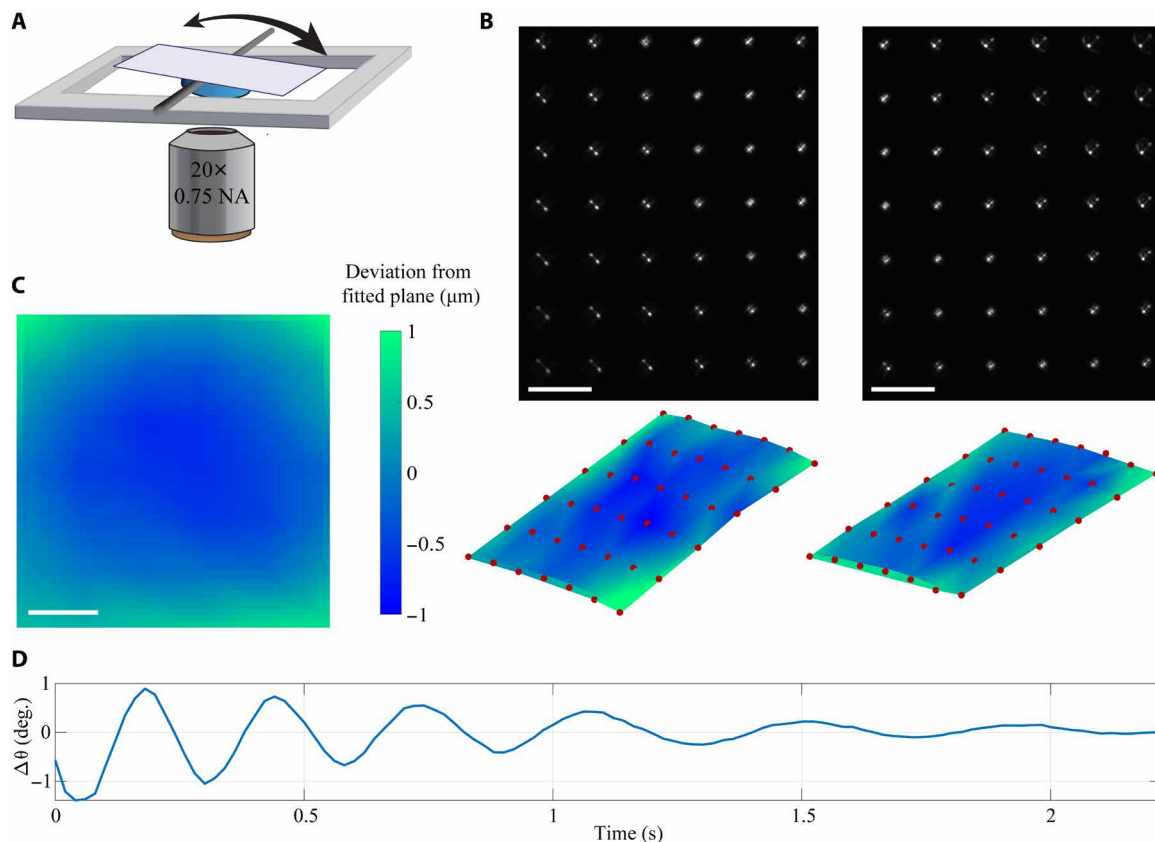 A
B
20×
0.75 NA
C
Deviation from
fitted plane (μm)
1
0.5
0
−0.5
−1
D
Δθ (deg.)
1
0
−1
0
0.5
1
1.5
2
Time (s)